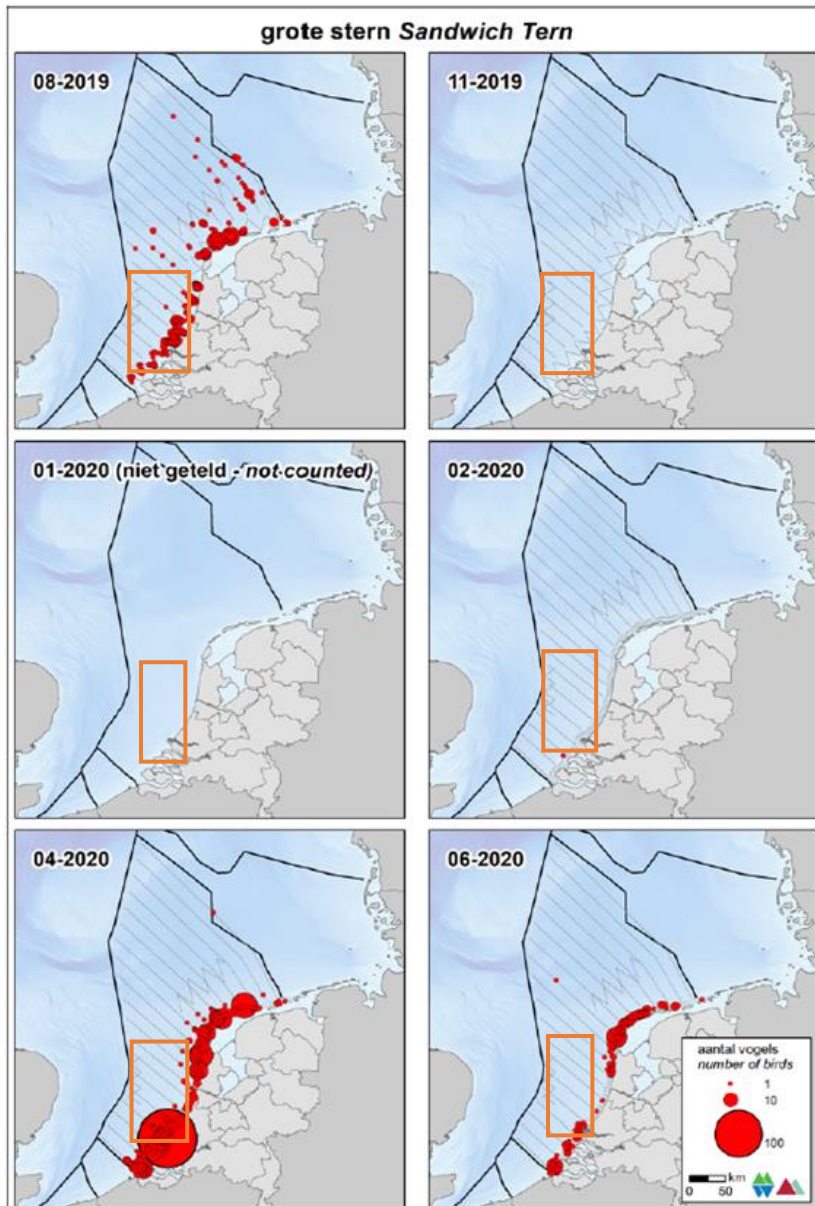 grote stern Sandwich Tern
08-2019
11-2019
01-2020 (niet geteld - not counted)
02-2020
04-2020
06-2020
aantal vogels
number of birds
1
10
100
km
0 50